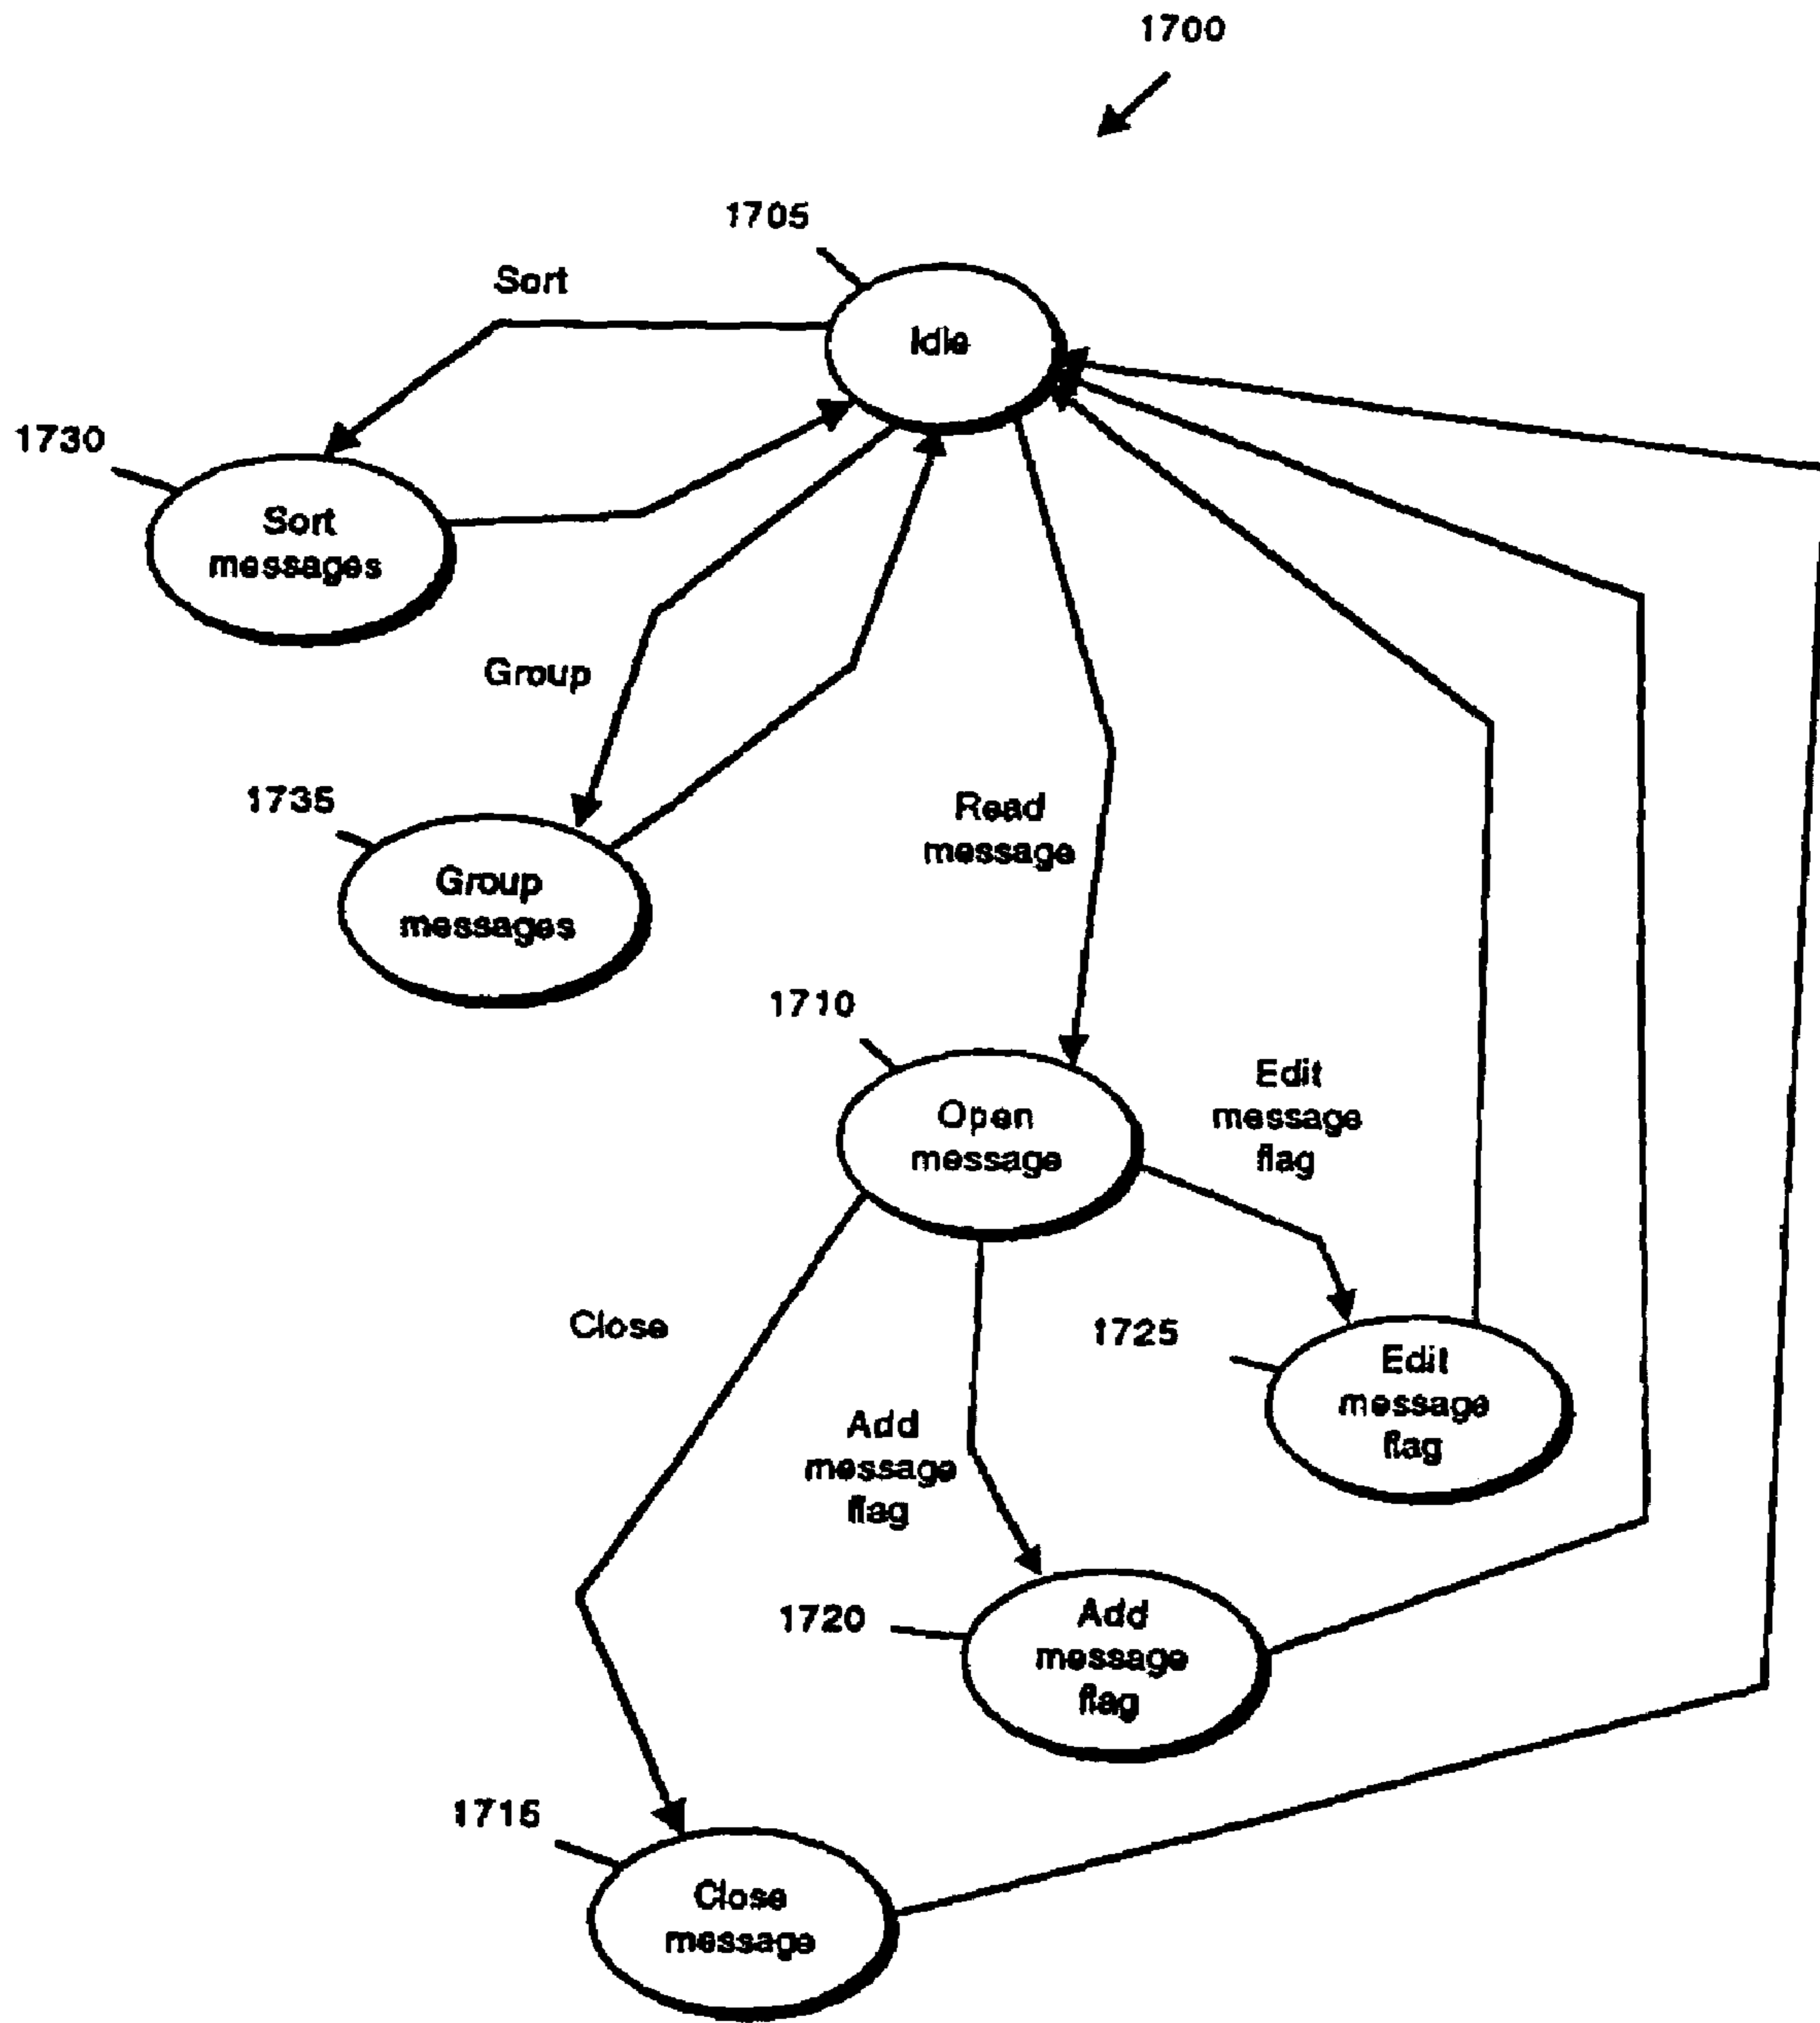 1700
1705
Sort
Idle
1730
Sort
messages
Group
1735
Read
message
Group
messages
1710
Open
message
Edit
message
flag
Close
1725
Edit
message
flag
Add
message
flag
1720
Add
message
flag
1715
Close
message